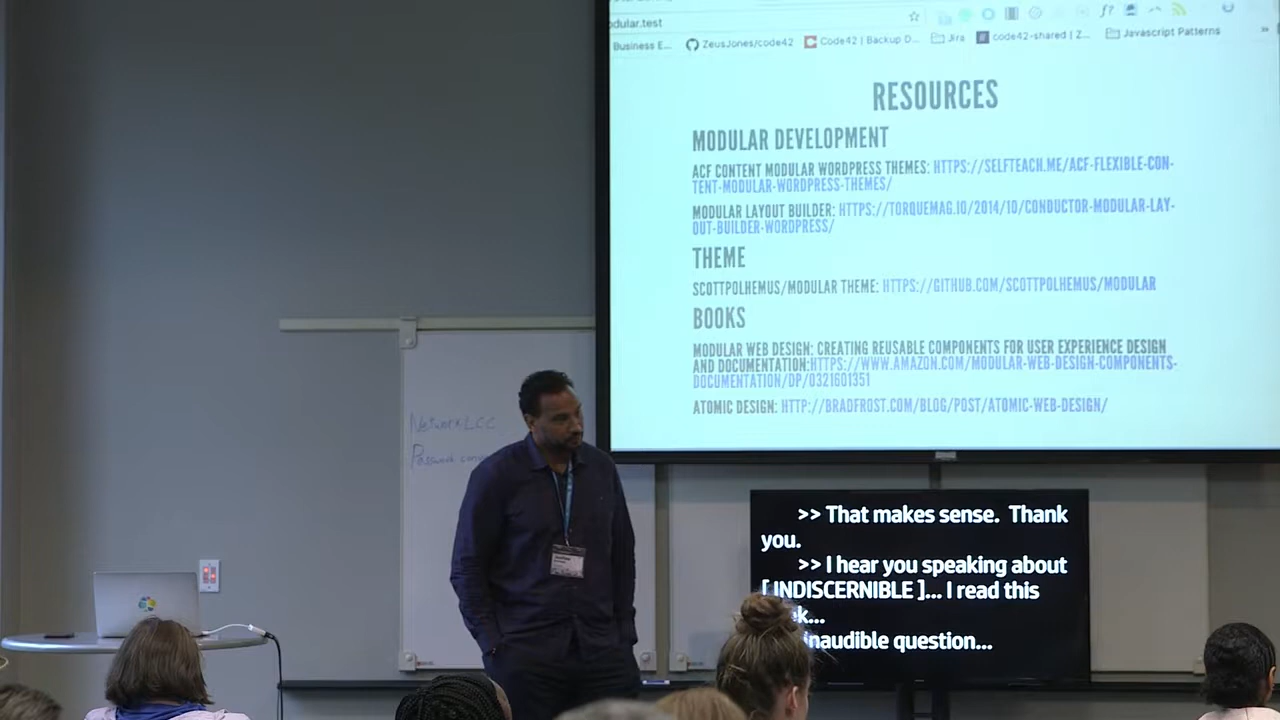 odular.test
Business E... ZeusJones/code42 Code42 | Backup D... Jira code42-shared | Z... Javascript Patterns »
RESOURCES
MODULAR DEVELOPMENT
ACF CONTENT MODULAR WORDPRESS THEMES: HTTPS://SELFTEACH.ME/ACF-FLEXIBLE-CON-
TENT-MODULAR-WORDPRESS-THEMES/
MODULAR LAYOUT BUILDER: HTTPS://TORQUEMAG.IO/2014/10/CONDUCTOR-MODULAR-LAY-
OUT-BUILDER-WORDPRESS/
THEME
SCOTTPOLHEMUS/MODULAR THEME: HTTPS://GITHUB.COM/SCOTTPOLHEMUS/MODULAR
BOOKS
MODULAR WEB DESIGN: CREATING REUSABLE COMPONENTS FOR USER EXPERIENCE DESIGN
AND DOCUMENTATION:HTTPS://WWW.AMAZON.COM/MODULAR-WEB-DESIGN-COMPONENTS-
DOCUMENTATION/DP/0321601351
ATOMIC DESIGN: HTTP://BRADFROST.COM/BLOG/POST/ATOMIC-WEB-DESIGN/
Network
>> That makes sense. Thank
you.
>> I hear you speaking about
[ INDISCERNIBLE ]... I read this
k...
naudible question...